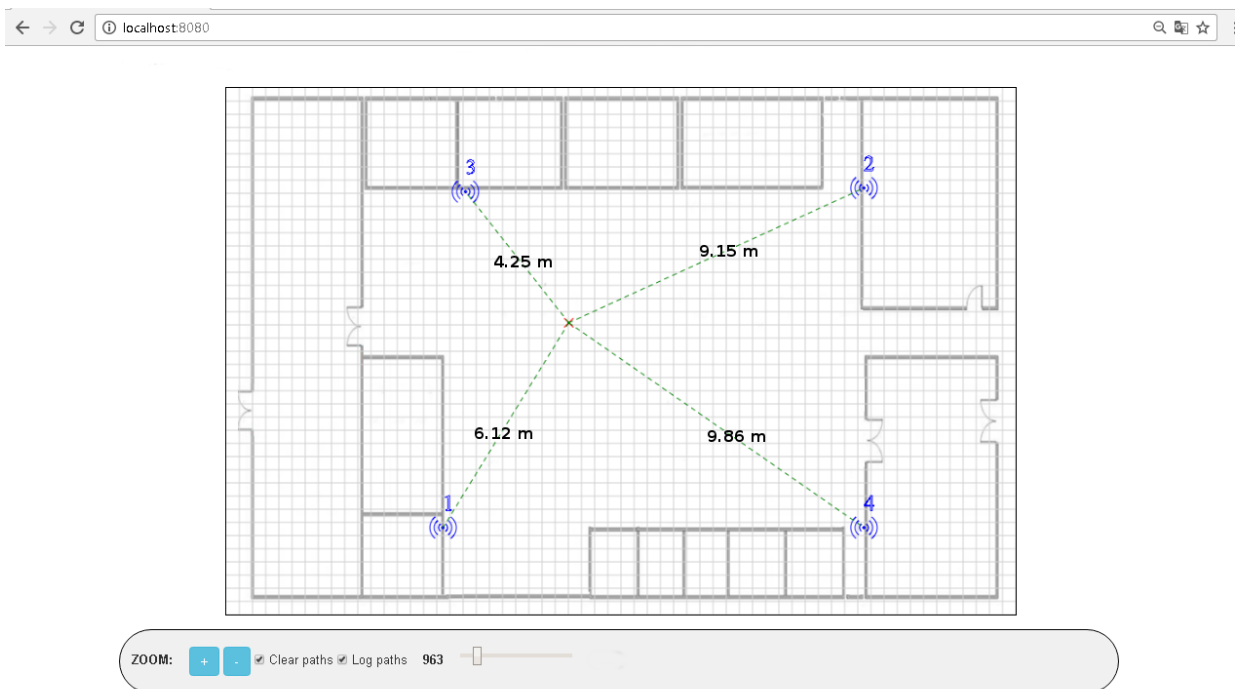 localhost:8080
3
2
4.25 m
9.15 m
6.12 m
9.86 m
1
4
ZOOM:
+
-
Clear paths
Log paths
963